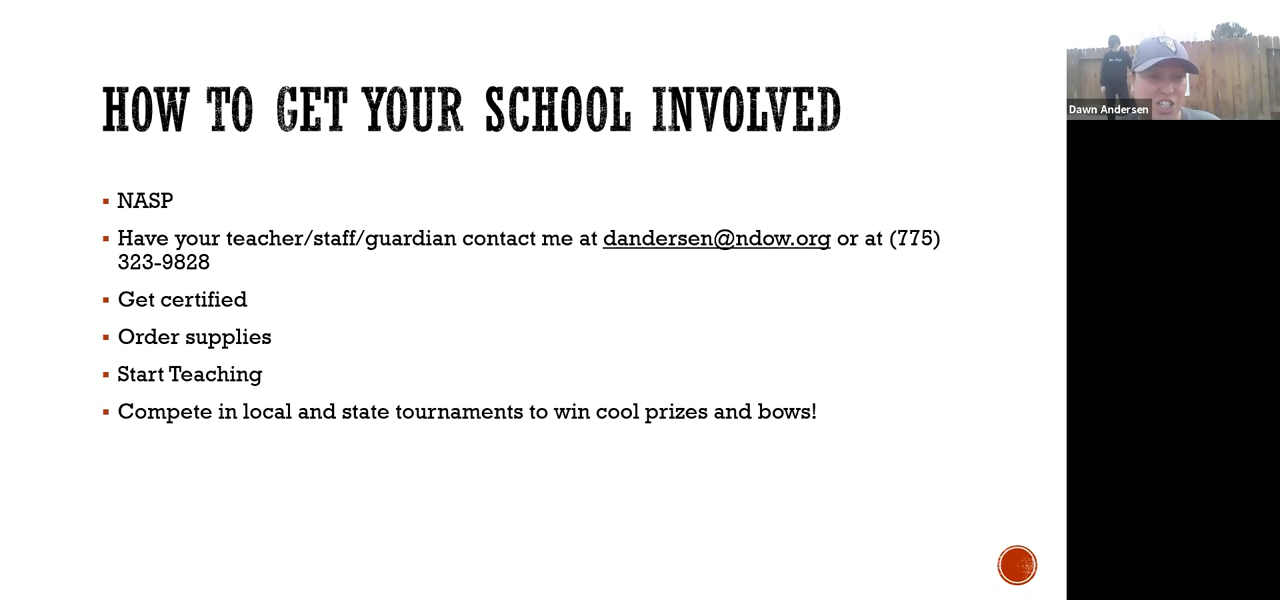 HOW TO GET YOUR SCHOOL INVOLVED
Dawn Andersen
NASP
Have your teacher/staff/guardian contact me at dandersen@ndow.org or at (775)
323-9828
Get certified
Order supplies
Start Teaching
Compete in local and state tournaments to win cool prizes and bows!